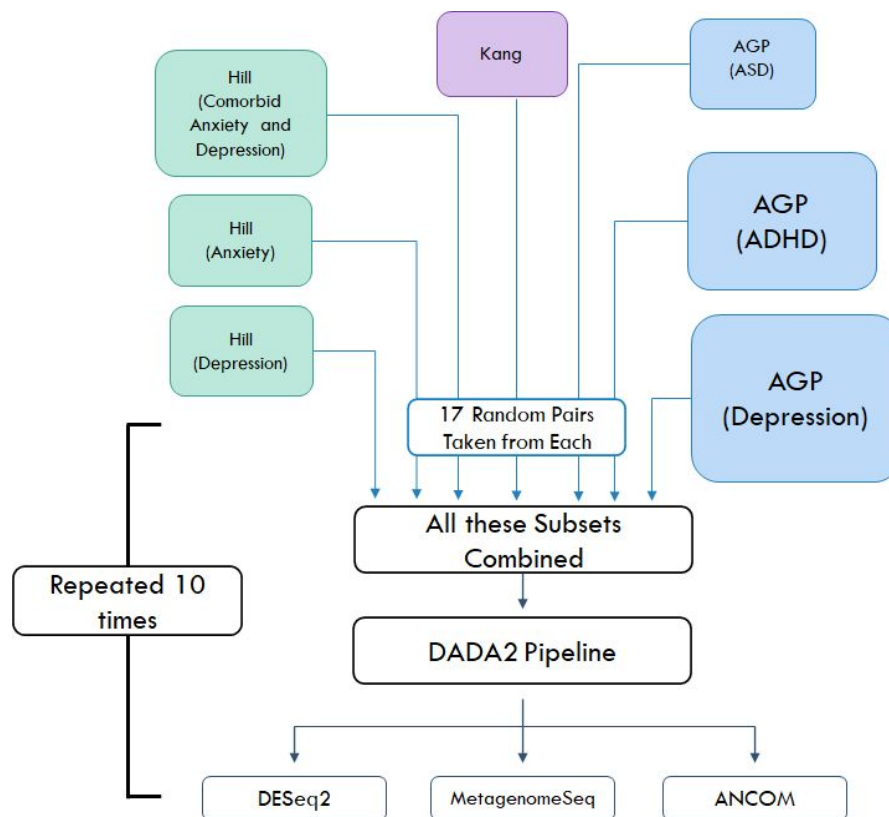 Kang
AGP
(ASD)
Hill
(Comorbid
Anxiety and
Depression)
AGP
(ADHD)
Hill
(Anxiety)
Hill
(Depression)
AGP
(Depression)
17 Random Pairs
Taken from Each
All these Subsets
Combined
Repeated 10
times
DADA2 Pipeline
DESeq2
MetagenomeSeq
ANCOM